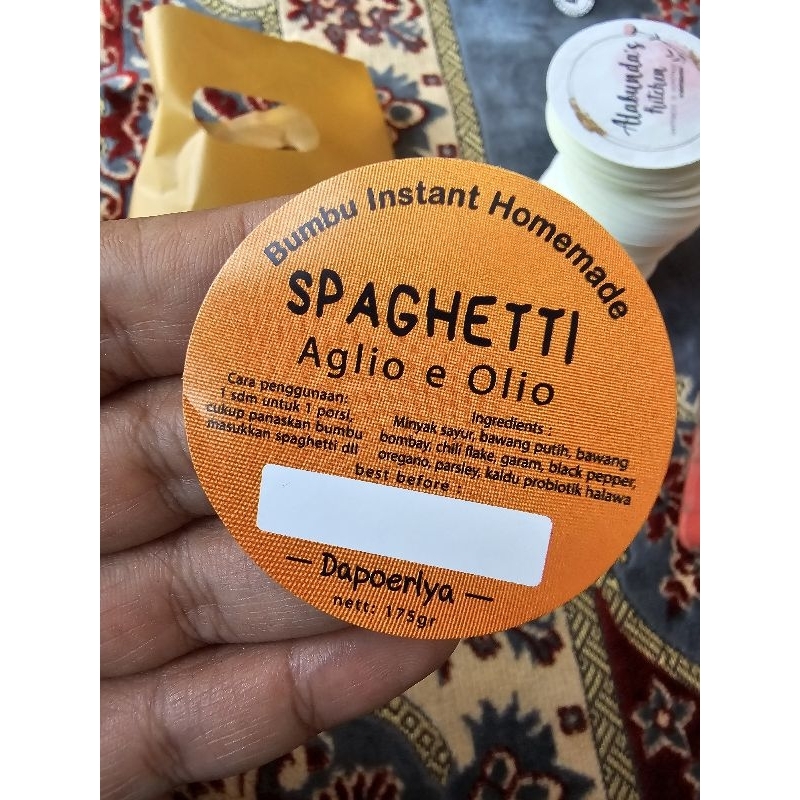 Bumbu Instant Homemade
SPAGHETTI
Aglio e Olio
Cara penggunaan:
1 sdm untuk 1 porsi,
cukup panaskan bumbu
masukkan spaghetti dll
Ingredients :
Minyak sayur, bawang putih, bawang
bombay, chili flake, garam, black pepper,
oregano, parsley, kaldu probiotik halawa
best before :
— Dapoerlya —
nett: 175gr
Alabunda's
Kitchen